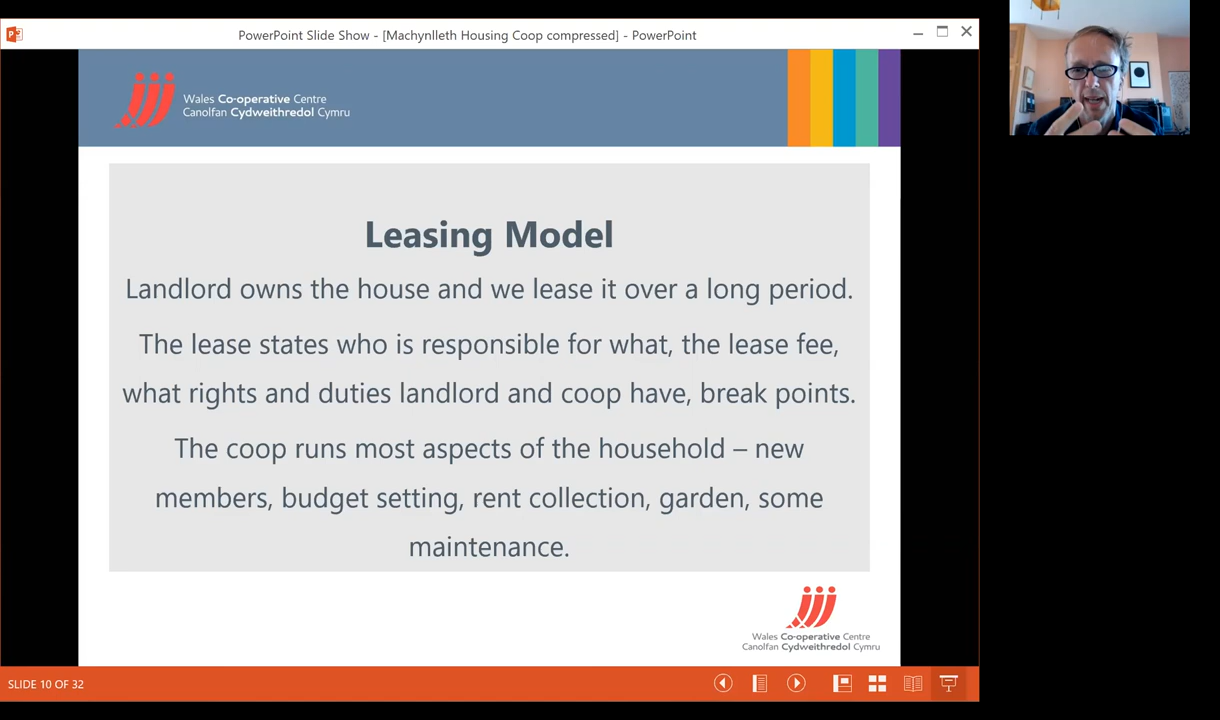 PowerPoint Slide Show - [Machynlleth Housing Coop compressed] - PowerPoint
Wales Co-operative Centre
Canolfan Cydweithredol Cymru
Leasing Model
Landlord owns the house and we lease it over a long period.
The lease states who is responsible for what, the lease fee,
what rights and duties landlord and coop have, break points.
The coop runs most aspects of the household – new
members, budget setting, rent collection, garden, some
maintenance.
Wales Co-operative Centre
Canolfan Cydweithredol Cymru
SLIDE 10 OF 32